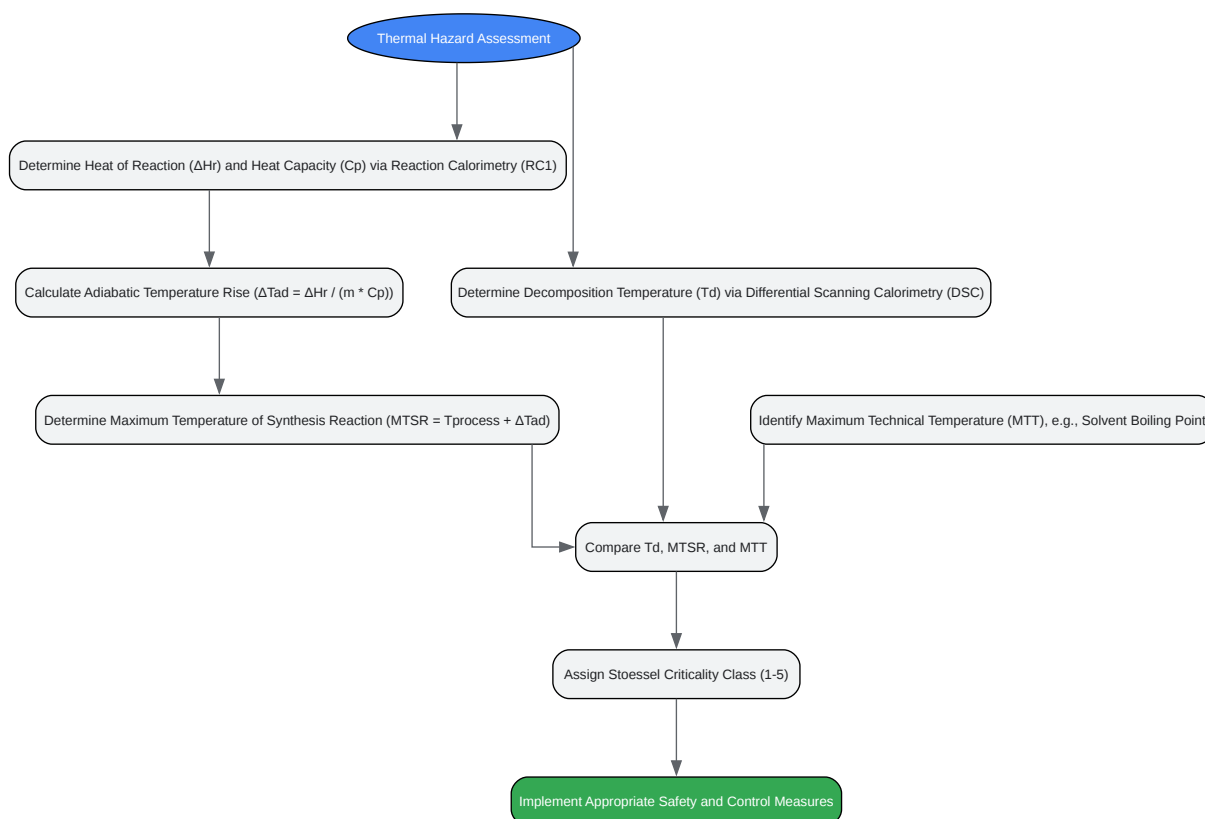 Thermal Hazard Assessment
Determine Heat of Reaction (ΔHr) and Heat Capacity (Cp) via Reaction Calorimetry (RC1)
Calculate Adiabatic Temperature Rise (ΔTad = ΔHr / (m * Cp))
Determine Decomposition Temperature (Td) via Differential Scanning Calorimetry (DSC)
Determine Maximum Temperature of Synthesis Reaction (MTSR = Tprocess + ΔTad)
Identify Maximum Technical Temperature (MTT), e.g., Solvent Boiling Point
Compare Td, MTSR, and MTT
Assign Stoessel Criticality Class (1-5)
Implement Appropriate Safety and Control Measures